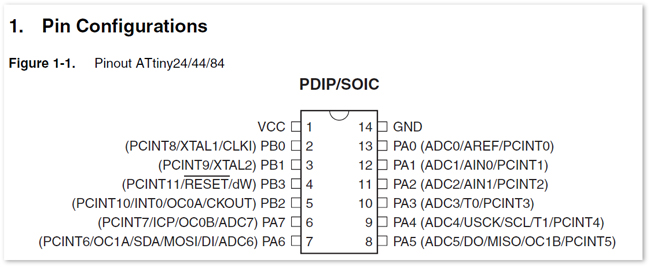 1. Pin Configurations
Figure 1-1. Pinout ATtiny24/44/84
PDIP/SOIC
VCC 1 14 GND
(PCINT8/XTAL1/CLKI) PB0 2 13 PA0 (ADC0/AREF/PCINT0)
(PCINT9/XTAL2) PB1 3 12 PA1 (ADC1/AIN0/PCINT1)
(PCINT11/RESET/dW) PB3 4 11 PA2 (ADC2/AIN1/PCINT2)
(PCINT10/INT0/OC0A/CKOUT) PB2 5 10 PA3 (ADC3/T0/PCINT3)
(PCINT7/ICP/OC0B/ADC7) PA7 6 9 PA4 (ADC4/USCK/SCL/T1/PCINT4)
(PCINT6/OC1A/SDA/MOSI/DI/ADC6) PA6 7 8 PA5 (ADC5/DO/MISO/OC1B/PCINT5)